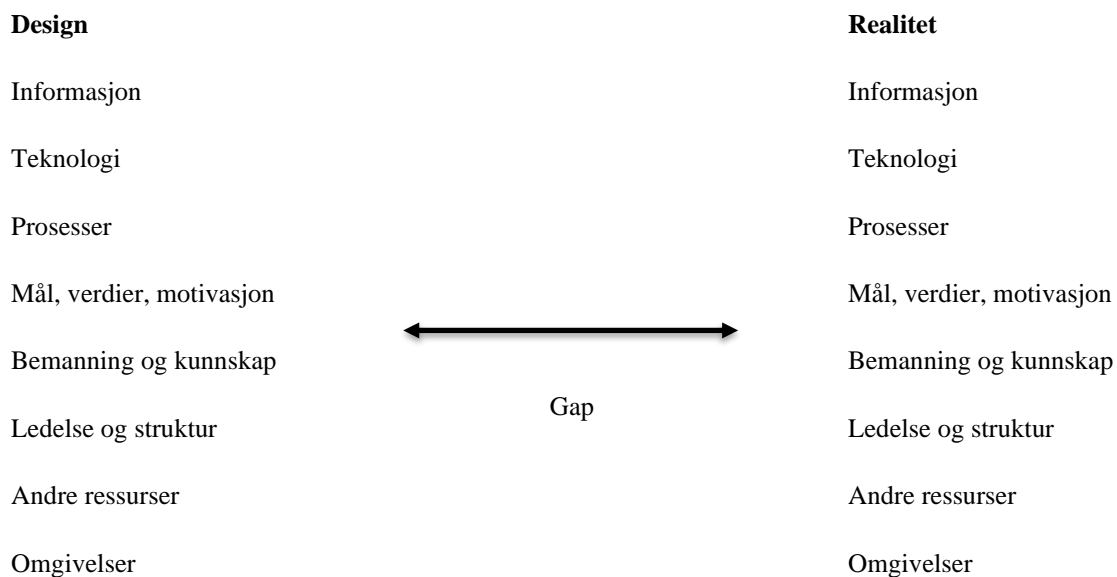 Design
Realitet
Informasjon
Informasjon
Teknologi
Teknologi
Prosesser
Prosesser
Mål, verdier, motivasjon
Mål, verdier, motivasjon
Bemanning og kunnskap
Bemanning og kunnskap
Gap
Ledelse og struktur
Ledelse og struktur
Andre ressurser
Andre ressurser
Omgivelser
Omgivelser